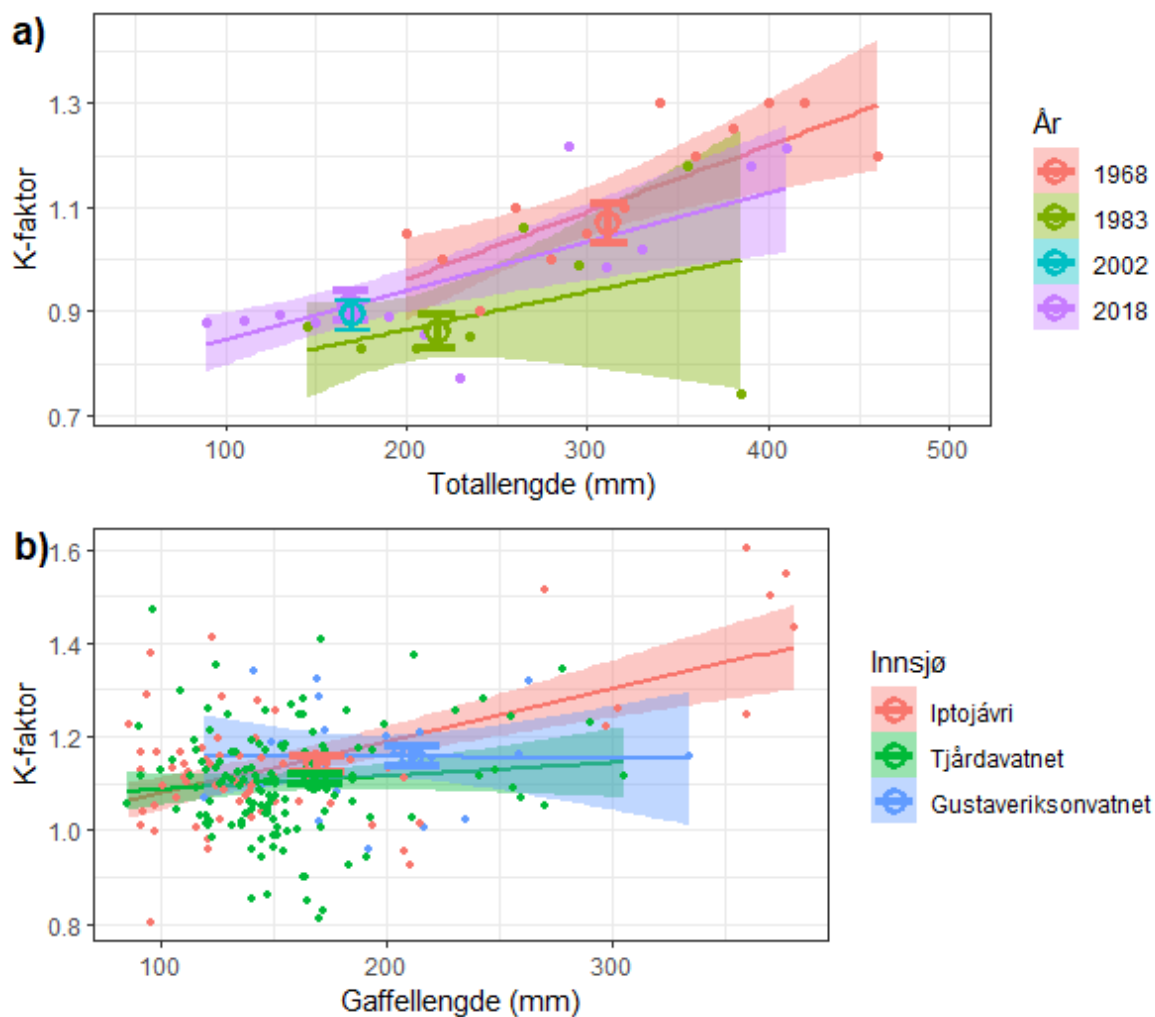 a)
K-faktor
1.3
1.1
0.9
0.7
100 200 300 400 500
Totallengde (mm)
År
1968
1983
2002
2018
b)
K-faktor
1.6
1.4
1.2
1.0
0.8
100 200 300
Gaffellengde (mm)
Innsjø
Iptojávri
Tjårdavatnet
Gustaveriksonvatnet